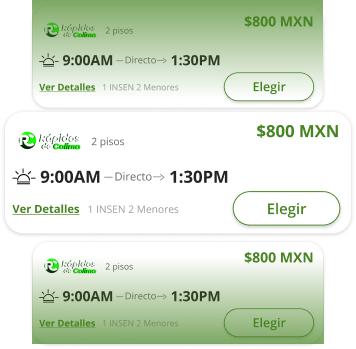 $800 MXN
Rápidos de Colima
2 pisos
9:00AM Directo 1:30PM
Ver Detalles 1 INSEN 2 Menores
Elegir
$800 MXN
Rápidos de Colima
2 pisos
9:00AM Directo 1:30PM
Ver Detalles 1 INSEN 2 Menores
Elegir
$800 MXN
Rápidos de Colima
2 pisos
9:00AM Directo 1:30PM
Ver Detalles 1 INSEN 2 Menores
Elegir